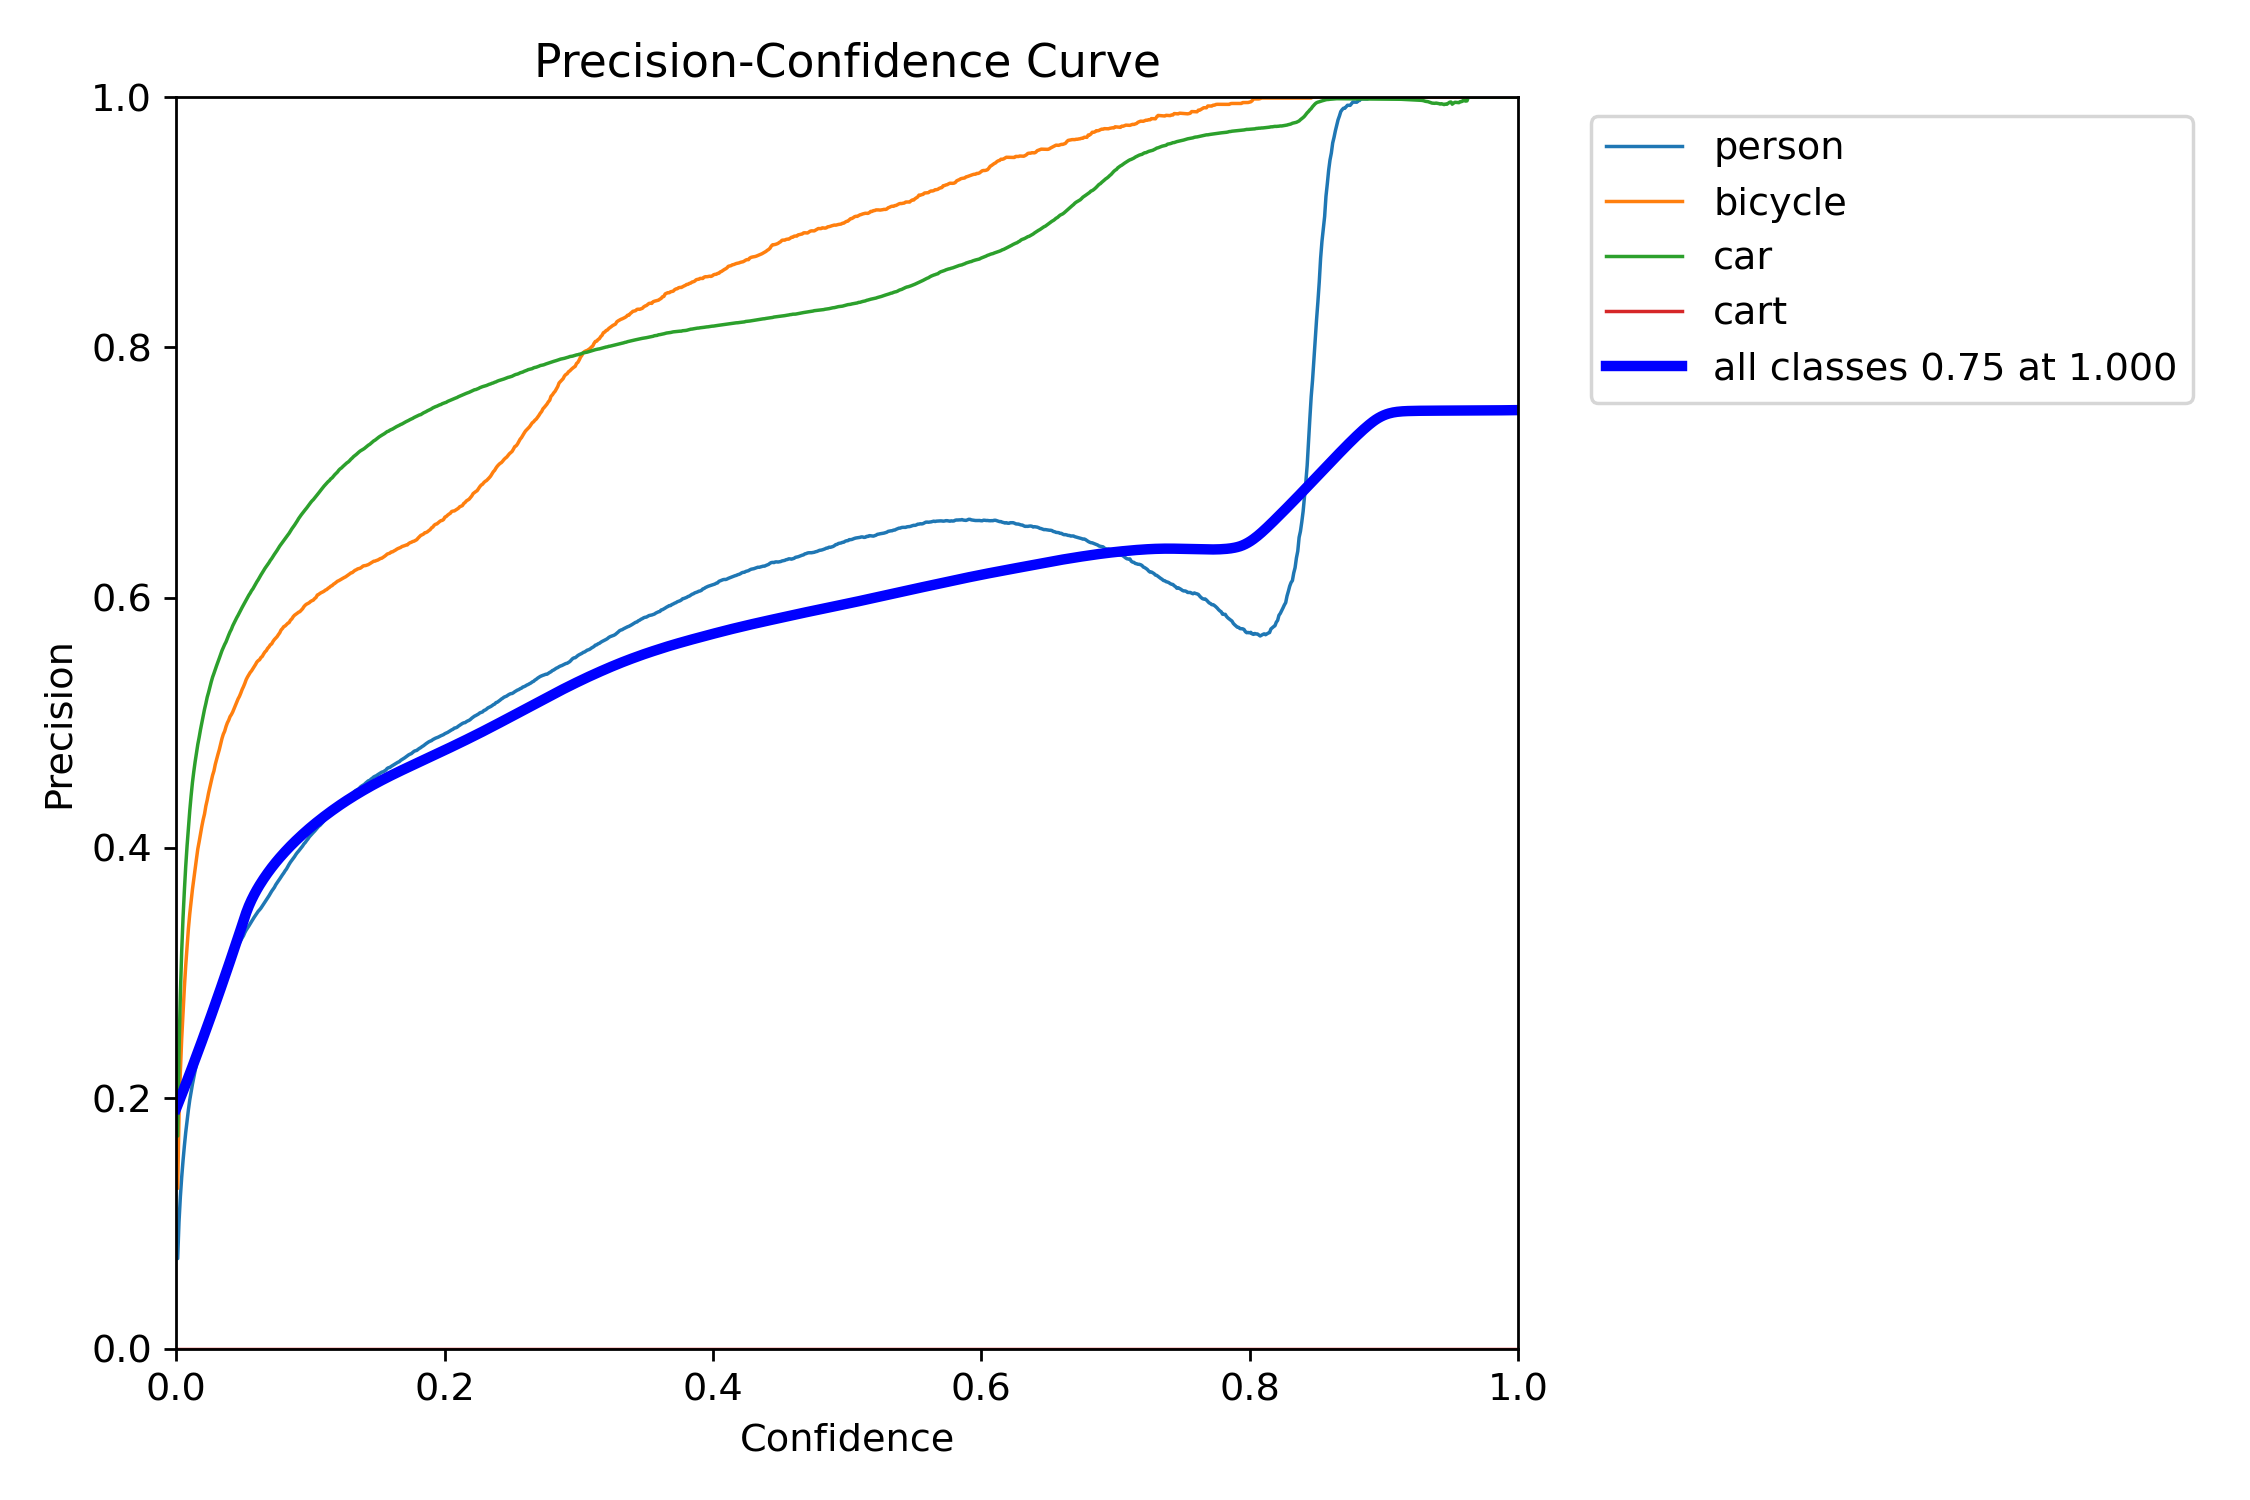 Precision-Confidence Curve
1.0
0.8
0.6
0.4
0.2
0.0
Precision
0.0 0.2 0.4 0.6 0.8 1.0
Confidence
person
bicycle
car
cart
all classes 0.75 at 1.000